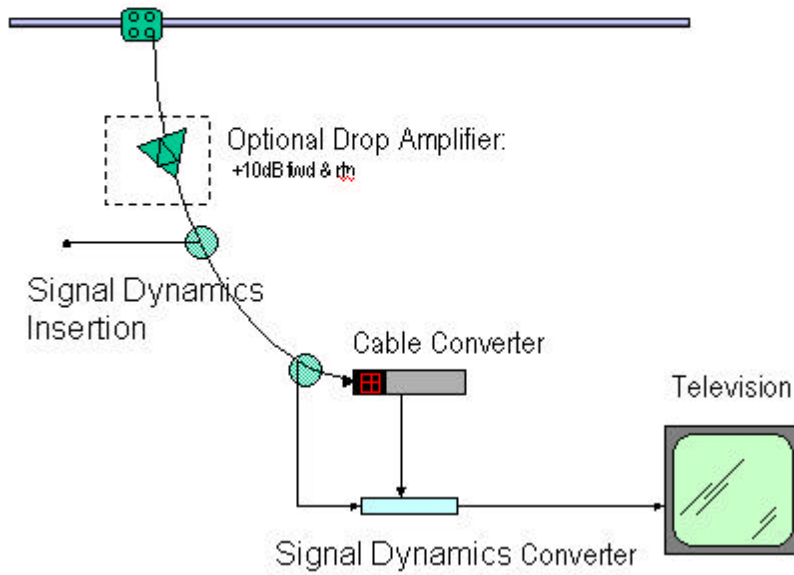 Optional Drop Amplifier:
+10dB fwd & rtn
Signal Dynamics
Insertion
Cable Converter
Television
Signal Dynamics Converter